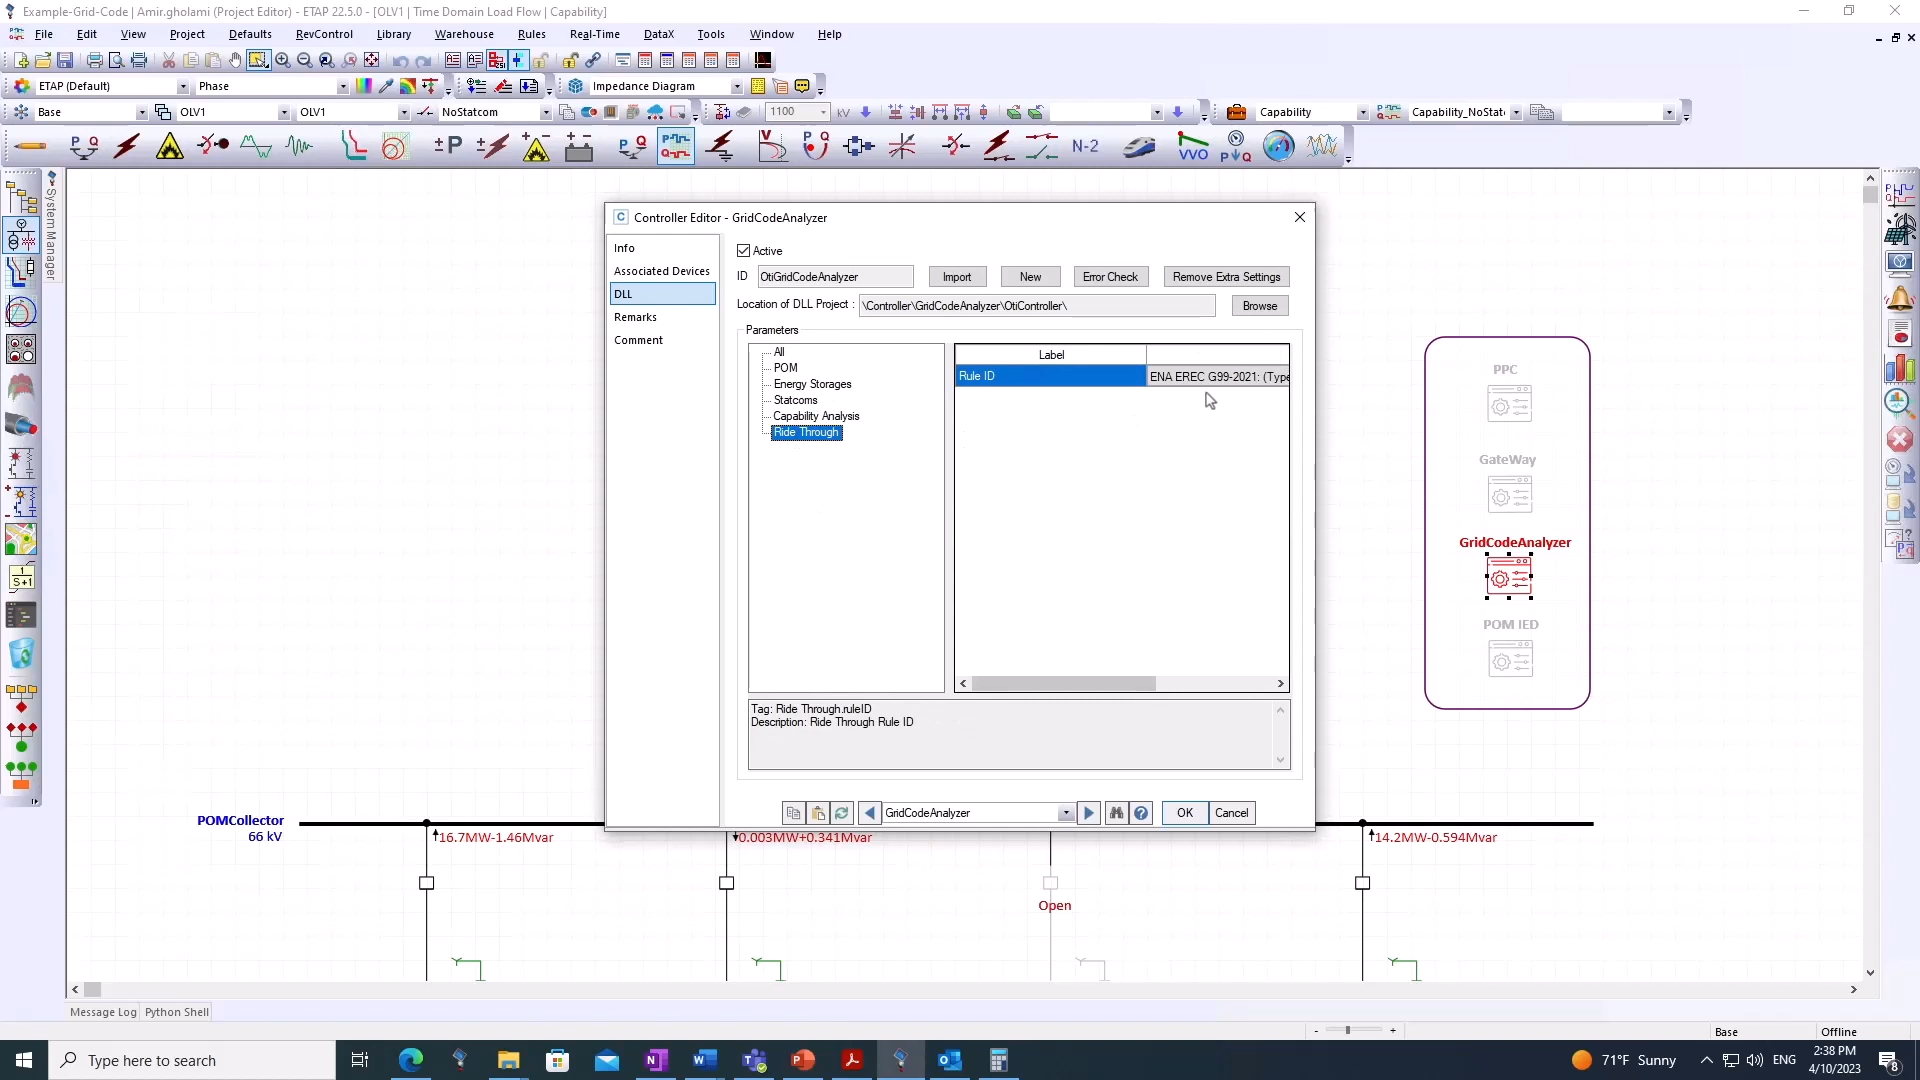 Example-Grid-Code | Amir.gholami (Project Editor) - ETAP 22.5.0 - [OLV1 | Time Domain Load Flow | Capability]
File Edit View Project Defaults RevControl Library Warehouse Rules Real-Time DataX Tools Window Help
ETAP (Default) Phase Impedance Diagram
Base OLV1 OLV1 NoStatcom 1100 kV Capability Capability_NoStat
N-2 VVO
System Manager
Controller Editor - GridCodeAnalyzer
Info
Associated Devices
DLL
Remarks
Comment
Active
ID OtiGridCodeAnalyzer Import New Error Check Remove Extra Settings
Location of DLL Project : \Controller\GridCodeAnalyzer\OtiController\ Browse
Parameters
All
POM
Energy Storages
Statcoms
Capability Analysis
Ride Through
Label
Rule ID ENA EREC G99-2021: (Type
Tag: Ride Through.ruleID
Description: Ride Through Rule ID
GridCodeAnalyzer OK Cancel
PPC
GateWay
GridCodeAnalyzer
POM IED
POMCollector
66 kV
16.7MW-1.46Mvar
0.003MW+0.341Mvar
14.2MW-0.594Mvar
Open
Message Log Python Shell
Base Offline
Type here to search
71°F Sunny ENG
2:38 PM
4/10/2023
8